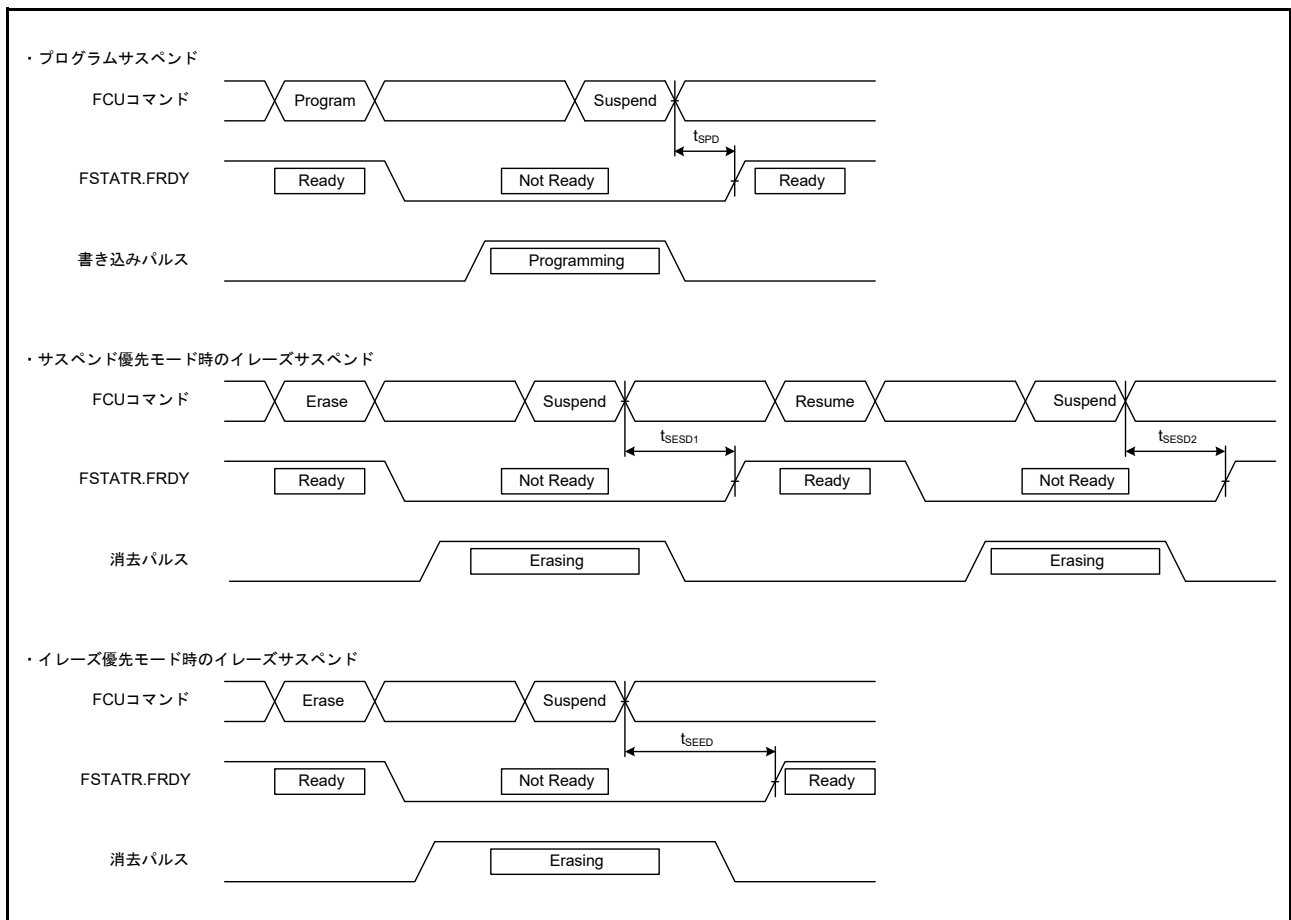 ・プログラムサスペンド
FCUコマンド Program Suspend
tSPD
FSTATR.FRDY Ready Not Ready Ready
書き込みパルス Programming
・サスペンド優先モード時のイレーズサスペンド
FCUコマンド Erase Suspend Resume Suspend
tSESD1 tSESD2
FSTATR.FRDY Ready Not Ready Ready Not Ready
消去パルス Erasing Erasing
・イレーズ優先モード時のイレーズサスペンド
FCUコマンド Erase Suspend
tSEED
FSTATR.FRDY Ready Not Ready Ready
消去パルス Erasing